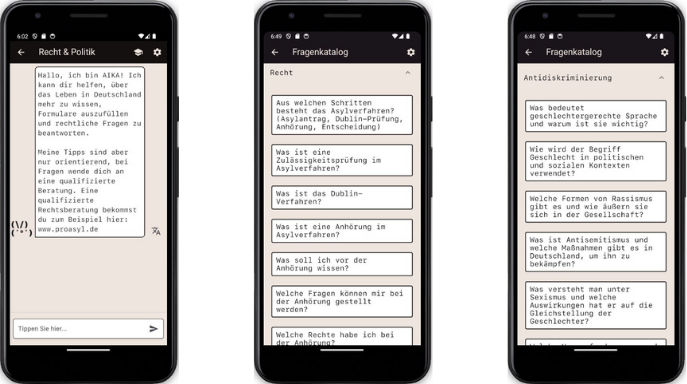 6:02
Recht & Politik
Hallo, ich bin AIKA! Ich
kann dir helfen, über
das Leben in Deutschland
mehr zu wissen,
Formulare auszufüllen
und rechtliche Fragen zu
beantworten.
Meine Tipps sind aber
nur orientierend, bei
Fragen wende dich an
eine qualifizierte
Beratung. Eine
qualifizierte
Rechtsberatung bekommst
du zum Beispiel hier:
www.proasyl.de
Tippen Sie hier...
6:49
Fragenkatalog
Recht
Aus welchen Schritten
besteht das Asylverfahren?
(Asylantrag, Dublin-Prüfung,
Anhörung, Entscheidung)
Was ist eine
Zulässigkeitsprüfung im
Asylverfahren?
Was ist das Dublin-
Verfahren?
Was ist eine Anhörung im
Asylverfahren?
Was soll ich vor der
Anhörung wissen?
Welche Fragen können mir bei
der Anhörung gestellt
werden?
Welche Rechte habe ich bei
der Anhörung?
6:48
Fragenkatalog
Antidiskriminierung
Was bedeutet
geschlechtergerechte Sprache
und warum ist sie wichtig?
Wie wird der Begriff
Geschlecht in politischen
und sozialen Kontexten
verwendet?
Welche Formen von Rassismus
gibt es und wie äußern sie
sich in der Gesellschaft?
Was ist Antisemitismus und
welche Maßnahmen gibt es in
Deutschland, um ihn zu
bekämpfen?
Was versteht man unter
Sexismus und welche
Auswirkungen hat er auf die
Gleichstellung der
Geschlechter?